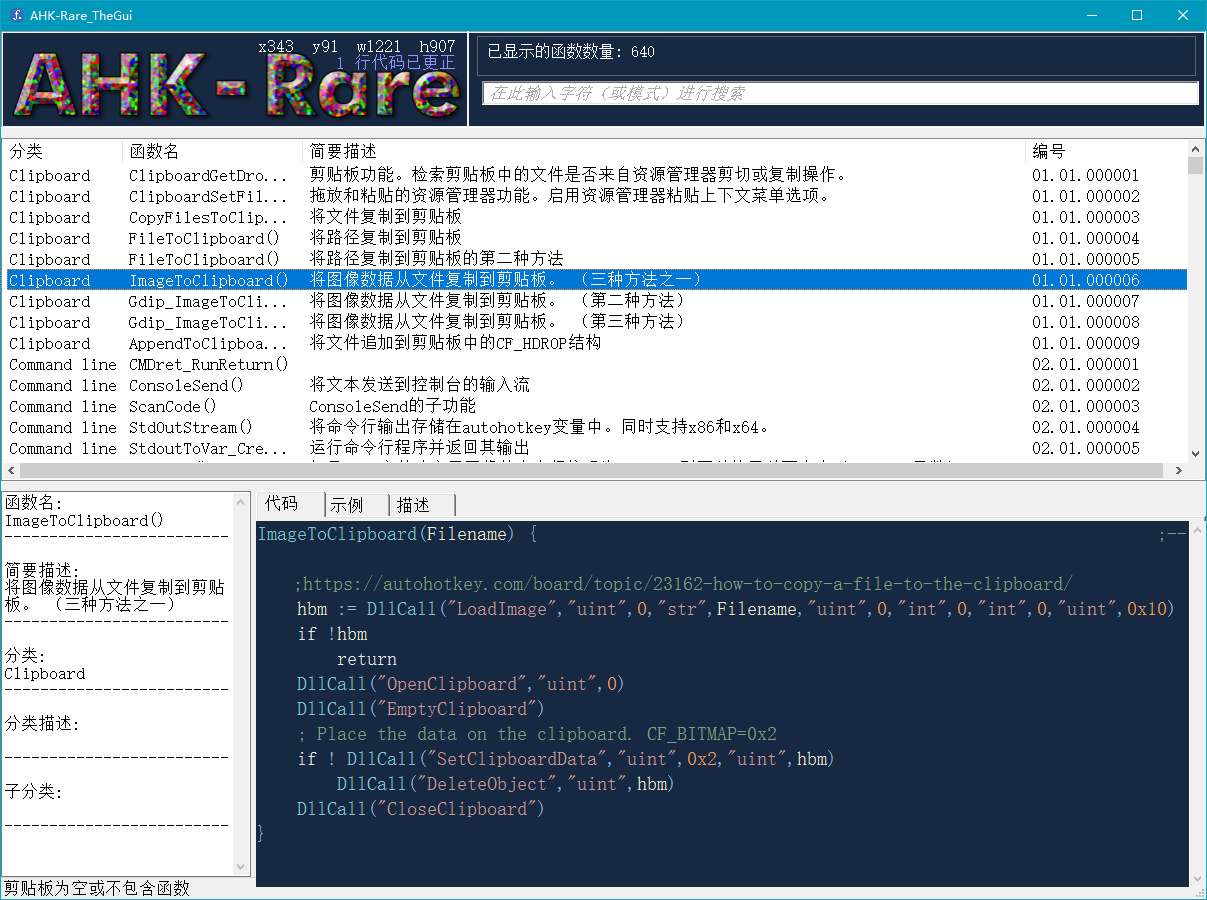 AHK-Rare_TheGui
AHK-Rare
x343 y91 w1221 h907
1 行代码已更正
已显示的函数数量: 640
在此输入字符（或模式）进行搜索
分类 函数名 简要描述 编号
Clipboard ClipboardGetDro... 剪贴板功能。检索剪贴板中的文件是否来自资源管理器剪切或复制操作。 01.01.000001
Clipboard ClipboardSetFil... 拖放和粘贴的资源管理器功能。启用资源管理器粘贴上下文菜单选项。 01.01.000002
Clipboard CopyFilesToClip... 将文件复制到剪贴板 01.01.000003
Clipboard FileToClipboard() 将路径复制到剪贴板 01.01.000004
Clipboard FileToClipboard() 将路径复制到剪贴板的第二种方法 01.01.000005
Clipboard ImageToClipboard() 将图像数据从文件复制到剪贴板。 （三种方法之一） 01.01.000006
Clipboard Gdip_ImageToCli... 将图像数据从文件复制到剪贴板。 （第二种方法） 01.01.000007
Clipboard Gdip_ImageToCli... 将图像数据从文件复制到剪贴板。 （第三种方法） 01.01.000008
Clipboard AppendToClipboa... 将文件追加到剪贴板中的CF_HDROP结构 01.01.000009
Command line CMDret_RunReturn() 02.01.000001
Command line ConsoleSend() 将文本发送到控制台的输入流 02.01.000002
Command line ScanCode() ConsoleSend的子功能 02.01.000003
Command line StdOutStream() 将命令行输出存储在autohotkey变量中。同时支持x86和x64。 02.01.000004
Command line StdoutToVar_Cre... 运行命令行程序并返回其输出 02.01.000005
函数名:
ImageToClipboard()
-------------------------
简要描述:
将图像数据从文件复制到剪贴
板。 （三种方法之一）
-------------------------
分类:
Clipboard
-------------------------
分类描述:
-------------------------
子分类:
-------------------------
剪贴板为空或不包含函数
代码 示例 描述
ImageToClipboard(Filename) { ;--
;https://autohotkey.com/board/topic/23162-how-to-copy-a-file-to-the-clipboard/
hbm := DllCall("LoadImage","uint",0,"str",Filename,"uint",0,"int",0,"int",0,"uint",0x10)
if !hbm
return
DllCall("OpenClipboard","uint",0)
DllCall("EmptyClipboard")
; Place the data on the clipboard. CF_BITMAP=0x2
if ! DllCall("SetClipboardData","uint",0x2,"uint",hbm)
DllCall("DeleteObject","uint",hbm)
DllCall("CloseClipboard")
}